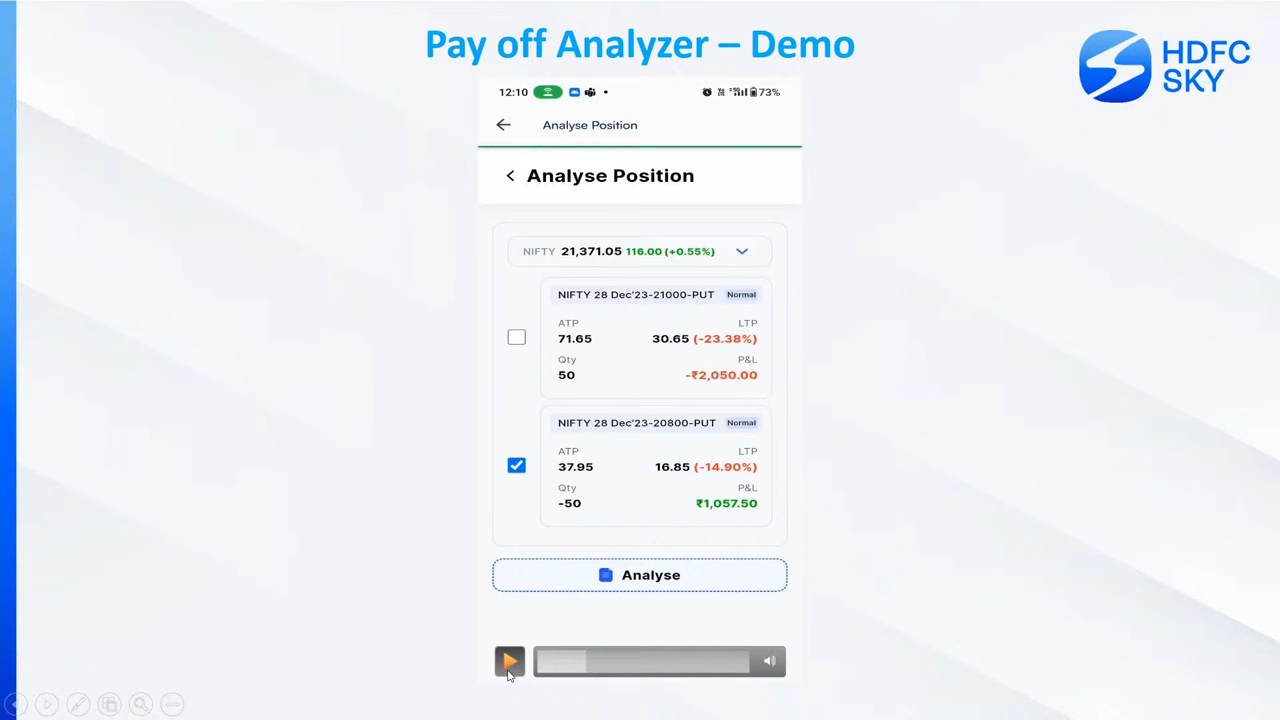 Pay off Analyzer – Demo
HDFC
SKY
12:10
73%
Analyse Position
Analyse Position
NIFTY 21,371.05 116.00 (+0.55%)
NIFTY 28 Dec'23-21000-PUT Normal
ATP LTP
71.65 30.65 (-23.38%)
Qty P&L
50 -₹2,050.00
NIFTY 28 Dec'23-20800-PUT Normal
ATP LTP
37.95 16.85 (-14.90%)
Qty P&L
-50 ₹1,057.50
Analyse